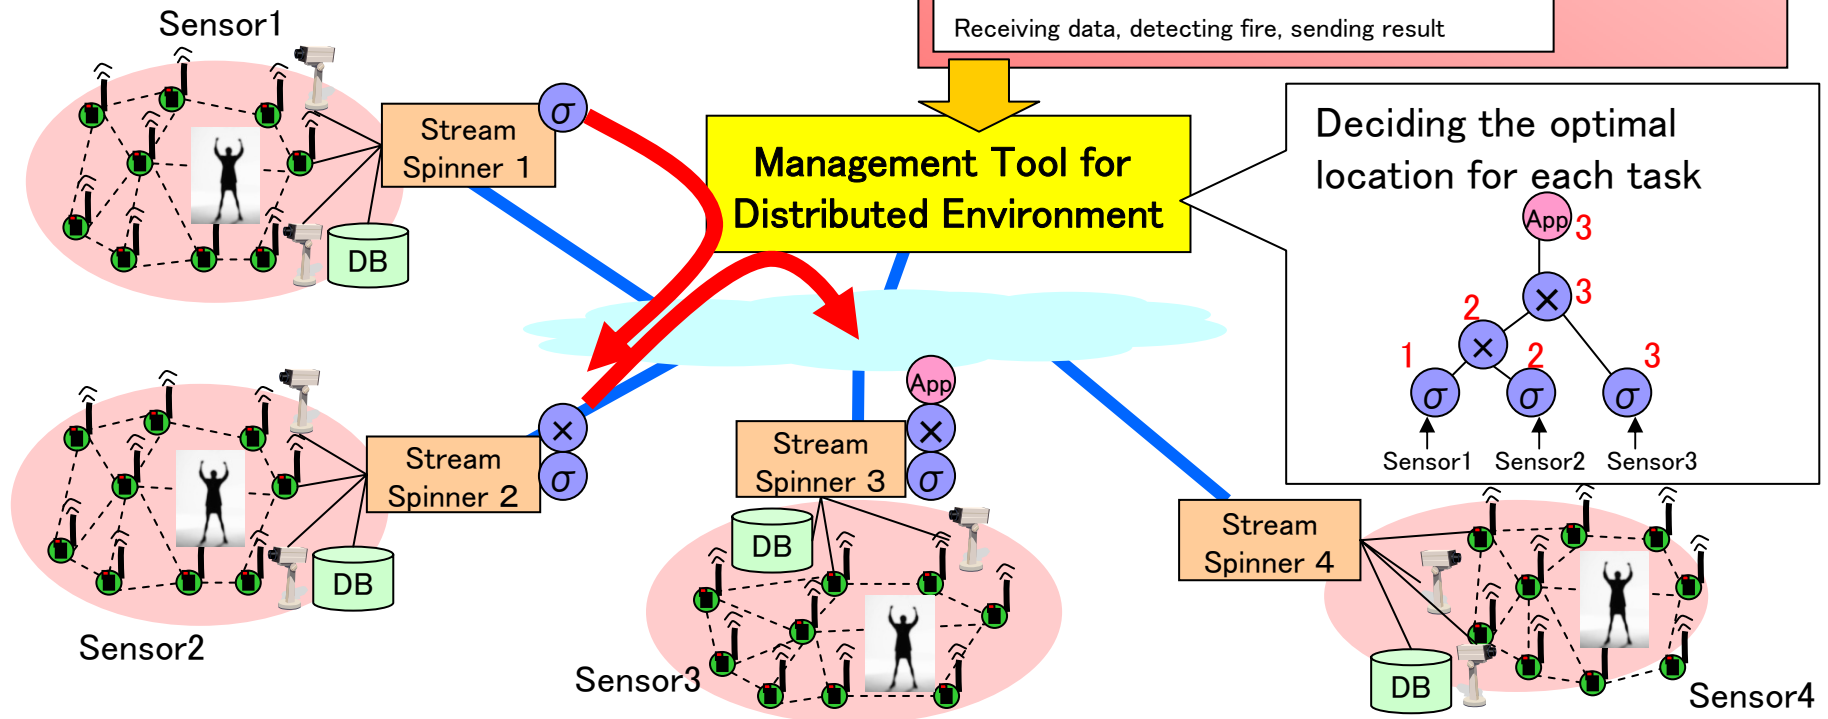 Sensor1
Receiving data, detecting fire, sending result
σ
Stream
Spinner 1
DB
Management Tool for
Distributed Environment
Deciding the optimal
location for each task
App
3
×
3
2
×
1
2
3
σ
σ
σ
Sensor1
Sensor2
Sensor3
×
σ
Stream
Spinner 2
DB
Sensor2
App
×
σ
Stream
Spinner 3
DB
Sensor3
Stream
Spinner 4
DB
Sensor4